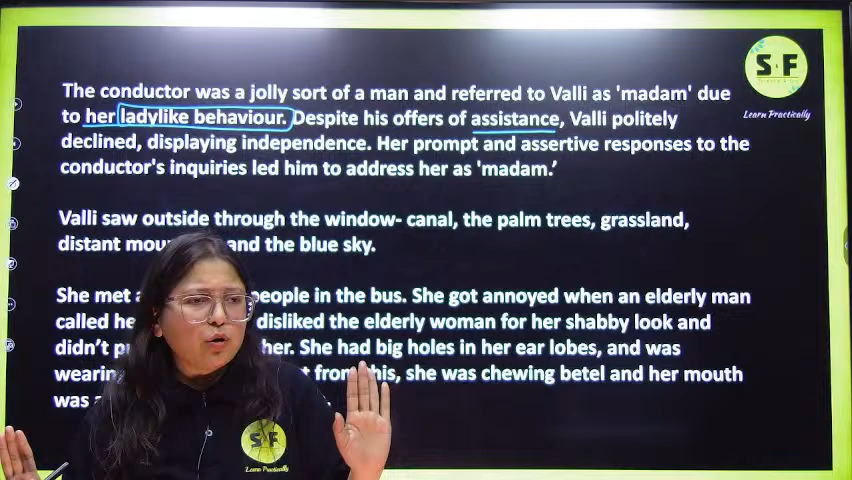 The conductor was a jolly sort of a man and referred to Valli as 'madam' due
to her ladylike behaviour. Despite his offers of assistance, Valli politely
declined, displaying independence. Her prompt and assertive responses to the
conductor's inquiries led him to address her as 'madam.'
Valli saw outside through the window- canal, the palm trees, grassland,
distant and the blue sky.
She met people in the bus. She got annoyed when an elderly man
called disliked the elderly woman for her shabby look and
didn't her. She had big holes in her ear lobes, and was
this, she was chewing betel and her mouth
was
S F
Learn Practically
S F
Learn Practically